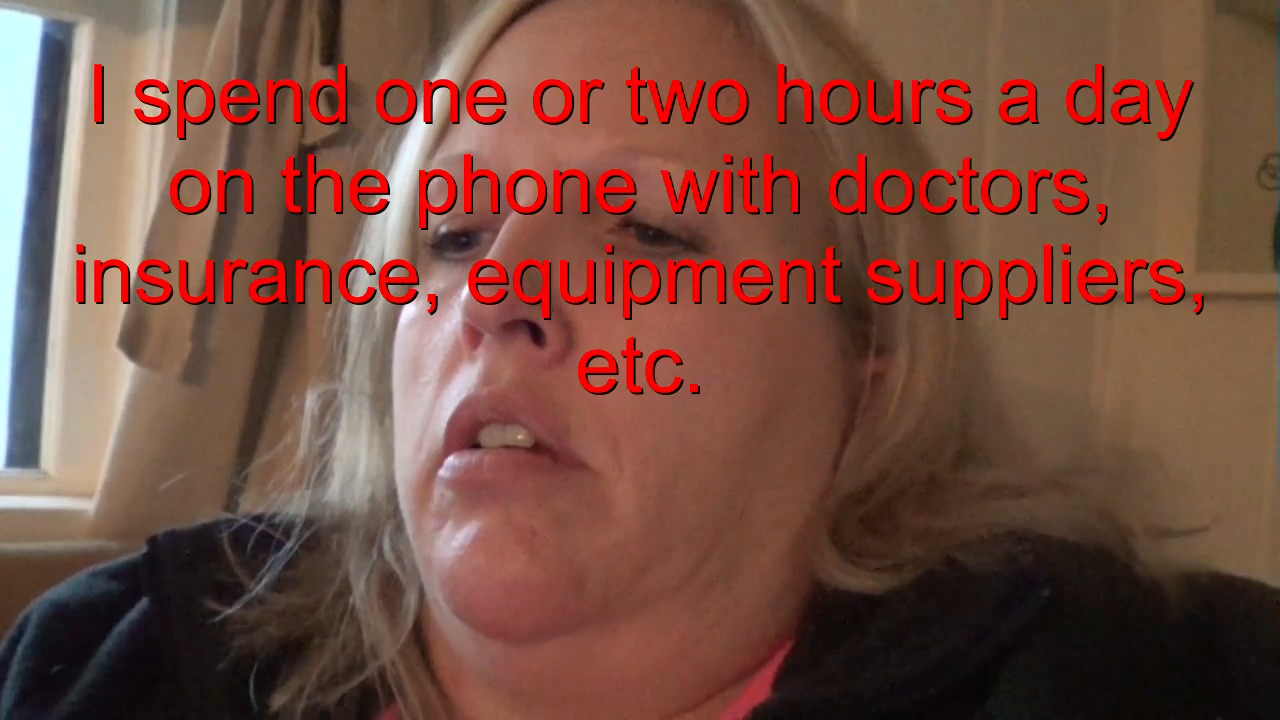 I spend one or two hours a day
on the phone with doctors,
insurance, equipment suppliers,
etc.